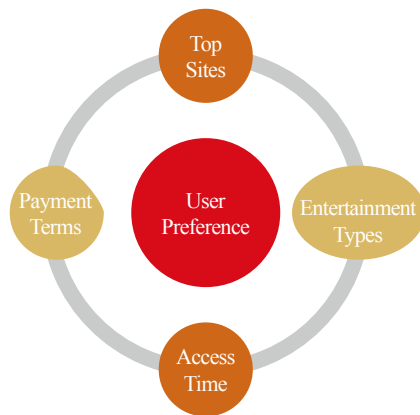 Top
Sites
Payment
Terms
User
Preference
Entertainment
Types
Access
Time